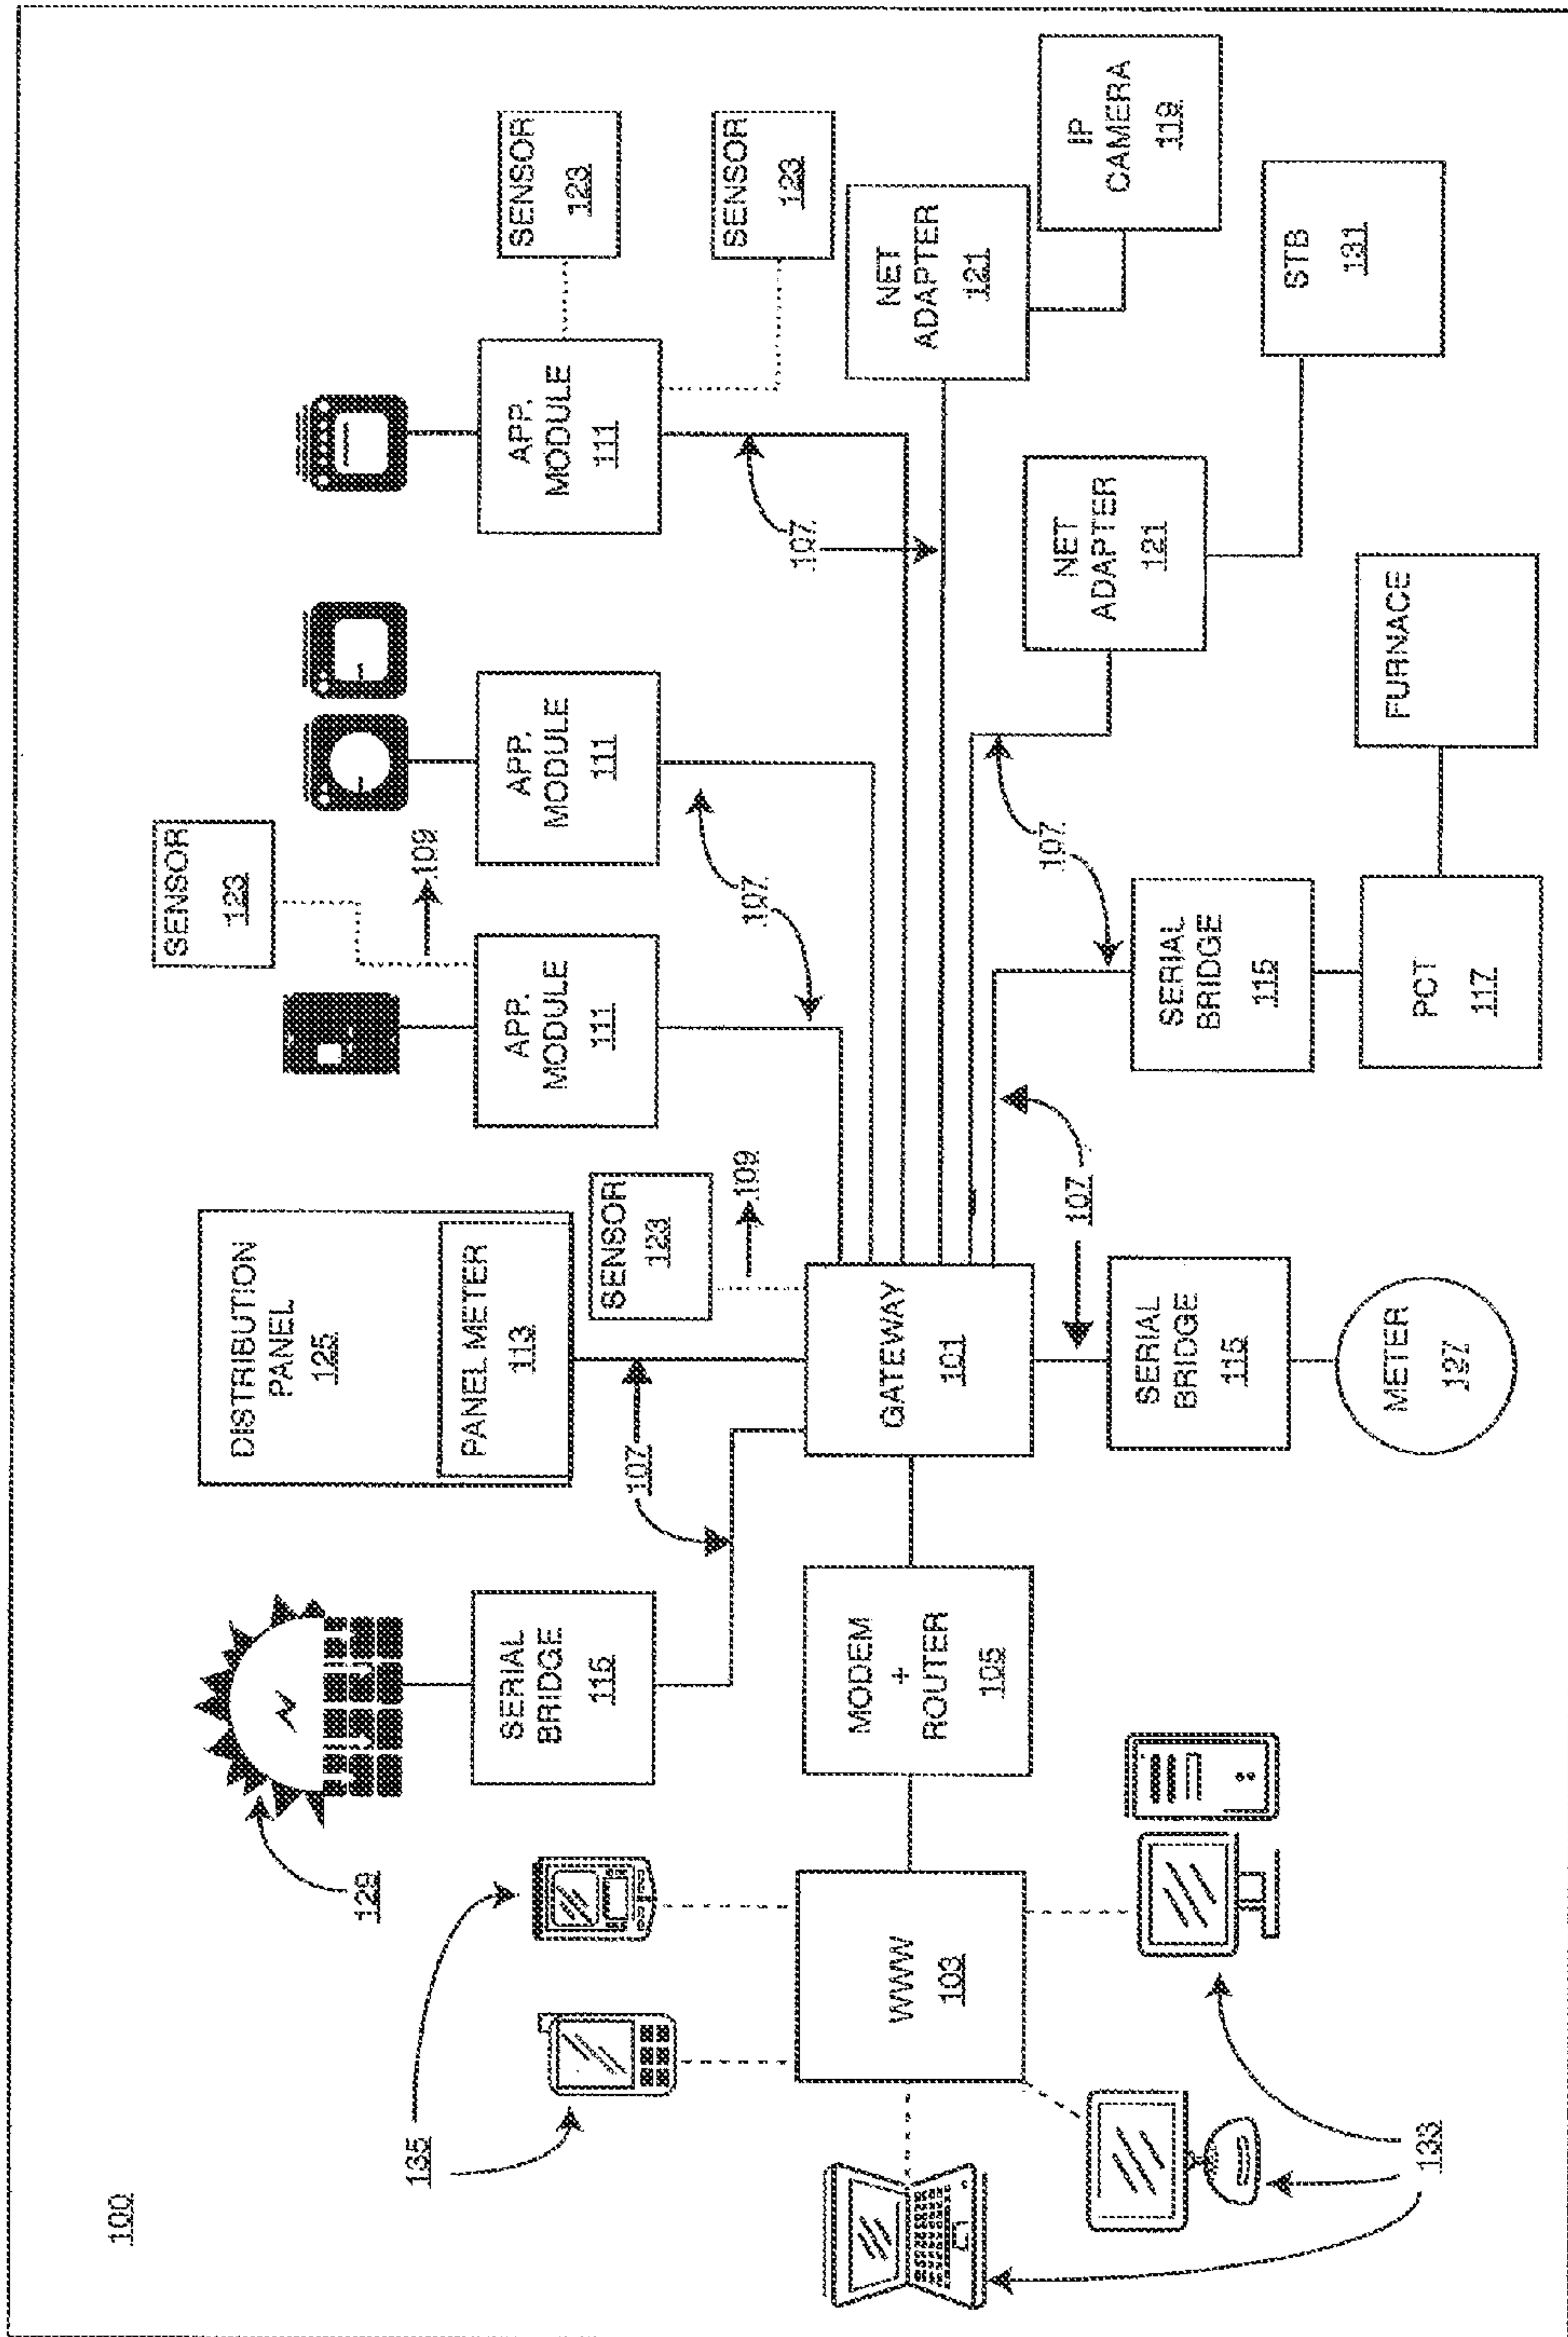 100
SENSOR
123
DISTRIBUTION
PANEL
125
129
135
109
PANEL METER
113
SERIAL
BRIDGE
115
APP.
MODULE
111
APP.
MODULE
111
APP.
MODULE
111
SENSOR
123
SENSOR
123
107
109
SENSOR
123
107
107
WWW
103
MODEM
+
ROUTER
105
GATEWAY
101
NET
ADAPTER
121
107
NET
ADAPTER
121
IP
CAMERA
119
107
SERIAL
BRIDGE
115
SERIAL
BRIDGE
115
STB
131
METER
127
PCT
117
FURNACE
133